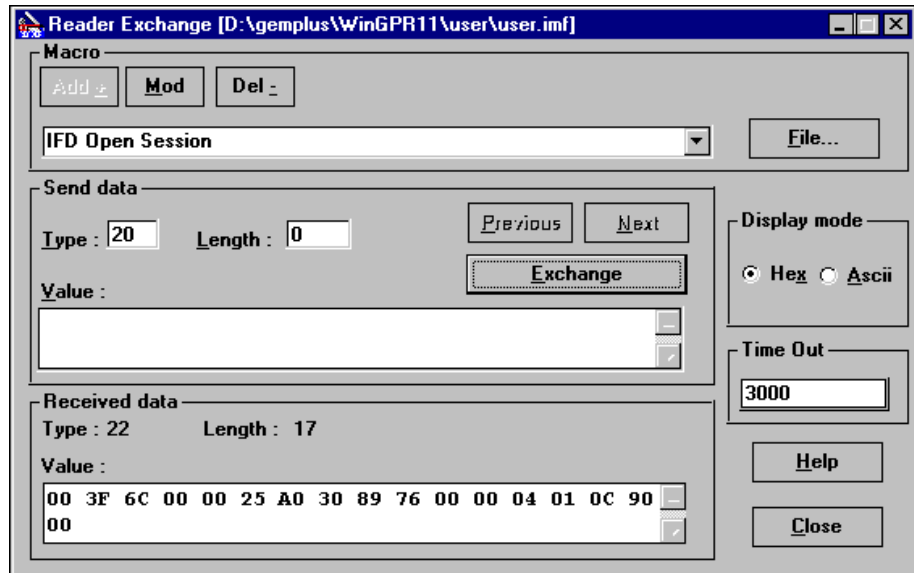 Reader Exchange [D:\gemplus\WinGPR11\user\user.imf]
Macro
Add +
Mod
Del -
IFD Open Session
File...
Send data
Type : 20
Length : 0
Previous
Next
Exchange
Value :
Display mode
Hex
Ascii
Time Out
3000
Received data
Type : 22 Length : 17
Value :
00 3F 6C 00 00 25 A0 30 89 76 00 00 04 01 0C 90
00
Help
Close